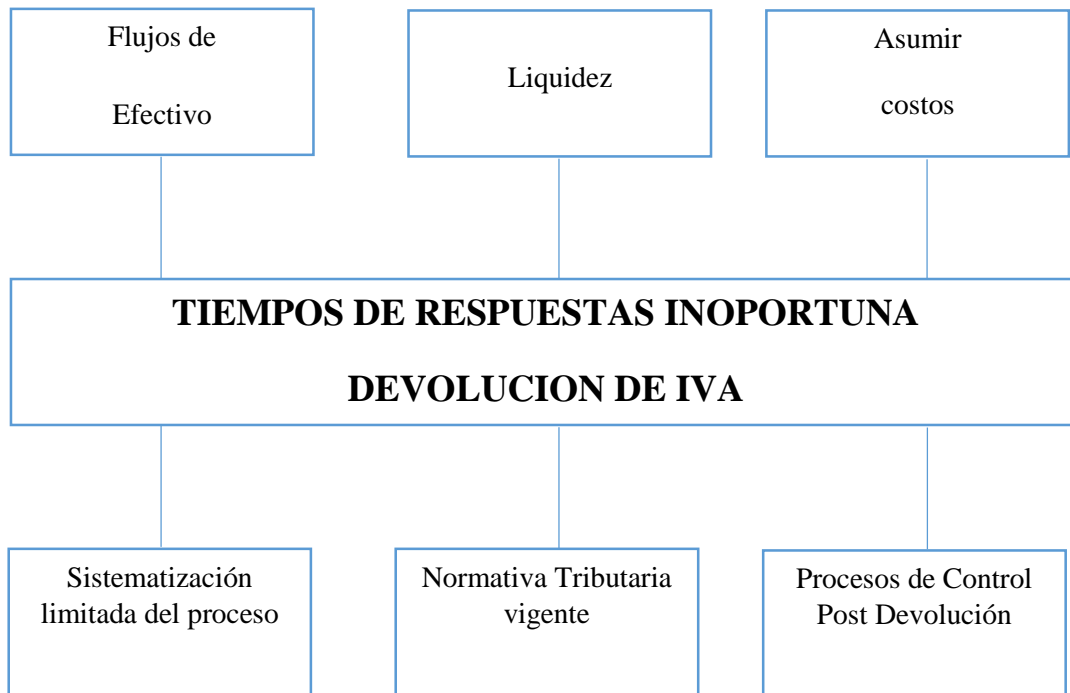 Flujos de
Efectivo
Liquidez
Asumir
costos
TIEMPOS DE RESPUESTAS INOPORTUNA
DEVOLUCION DE IVA
Sistematización
limitada del proceso
Normativa Tributaria
vigente
Procesos de Control
Post Devolución